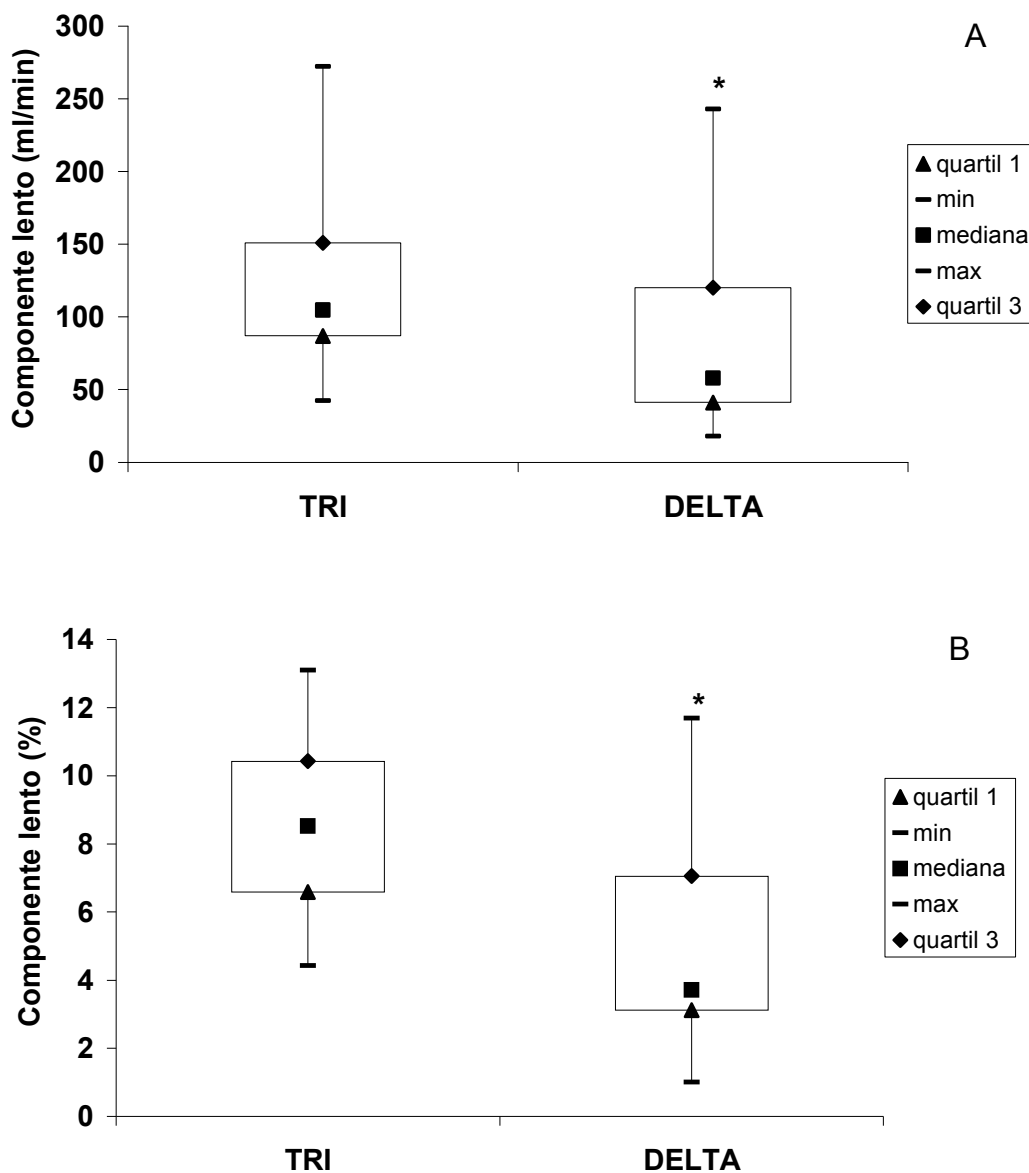 A
Componente lento (ml/min)
300
250
200
150
100
50
0
*
TRI
DELTA
quartil 1
min
mediana
max
quartil 3
B
Componente lento (%)
14
12
10
8
6
4
2
0
*
TRI
DELTA
quartil 1
min
mediana
max
quartil 3